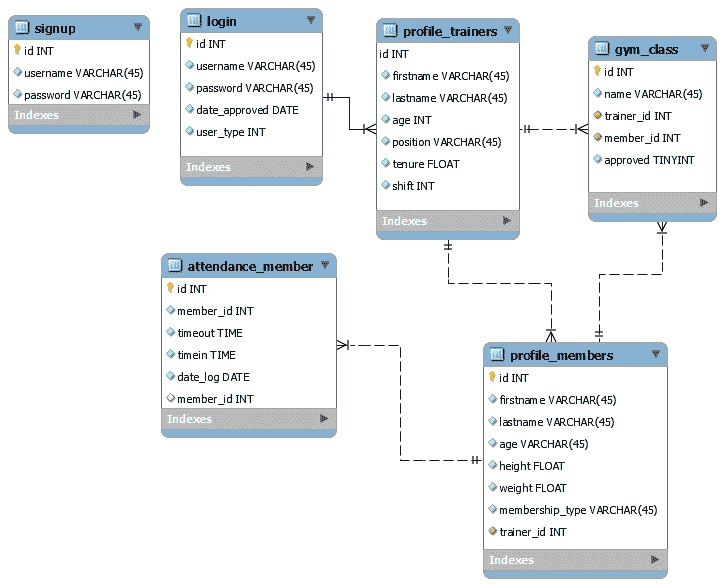 signup
id INT
username VARCHAR(45)
password VARCHAR(45)
Indexes
login
id INT
username VARCHAR(45)
password VARCHAR(45)
date_approved DATE
user_type INT
Indexes
profile_trainers
id INT
firstname VARCHAR(45)
lastname VARCHAR(45)
age INT
position VARCHAR(45)
tenure FLOAT
shift INT
Indexes
gym_class
id INT
name VARCHAR(45)
trainer_id INT
member_id INT
approved TINYINT
Indexes
attendance_member
id INT
member_id INT
timeout TIME
timein TIME
date_log DATE
member_id INT
Indexes
profile_members
id INT
firstname VARCHAR(45)
lastname VARCHAR(45)
age VARCHAR(45)
height FLOAT
weight FLOAT
membership_type VARCHAR(45)
trainer_id INT
Indexes